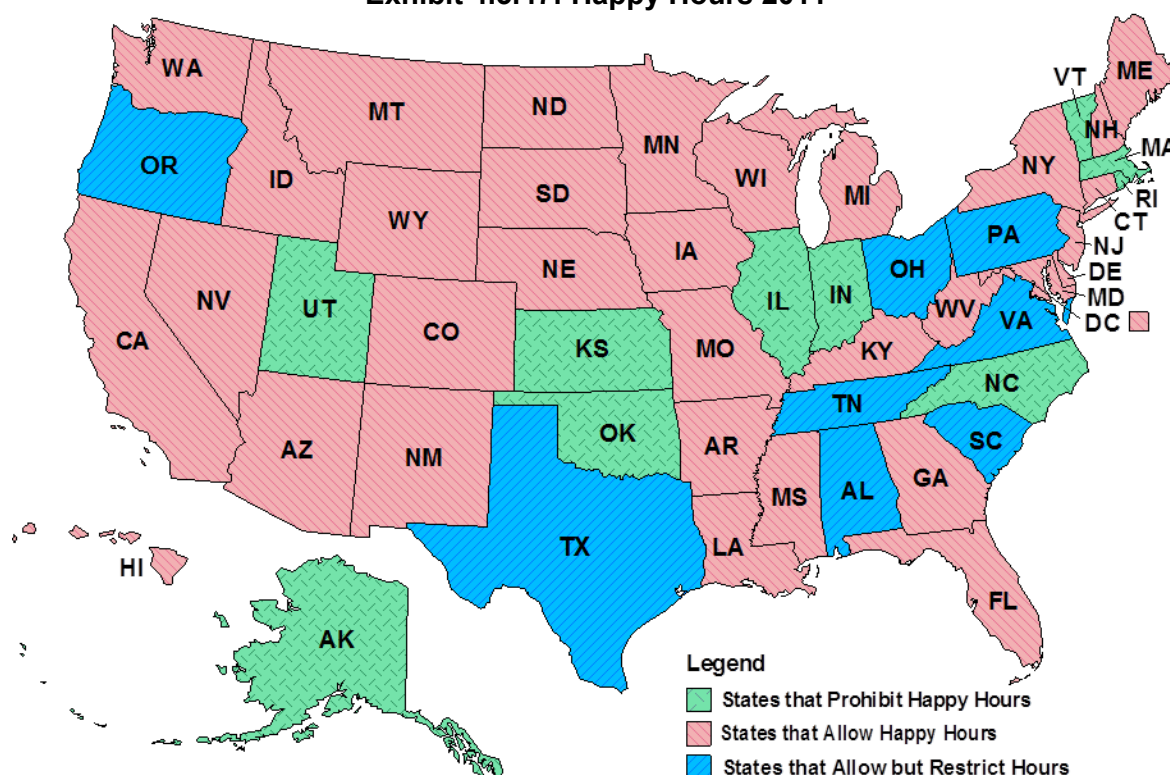 WA
MT
ND
MN
VT
ME
NH
MA
OR
ID
SD
WI
MI
NY
RI
CT
WY
IA
PA
NJ
NE
OH
DE
NV
UT
IL
IN
MD
WV
VA
DC
CA
CO
KS
MO
KY
NC
TN
AZ
NM
OK
AR
SC
MS
AL
GA
TX
LA
HI
FL
AK
Legend
States that Prohibit Happy Hours
States that Allow Happy Hours
States that Allow but Restrict Hours